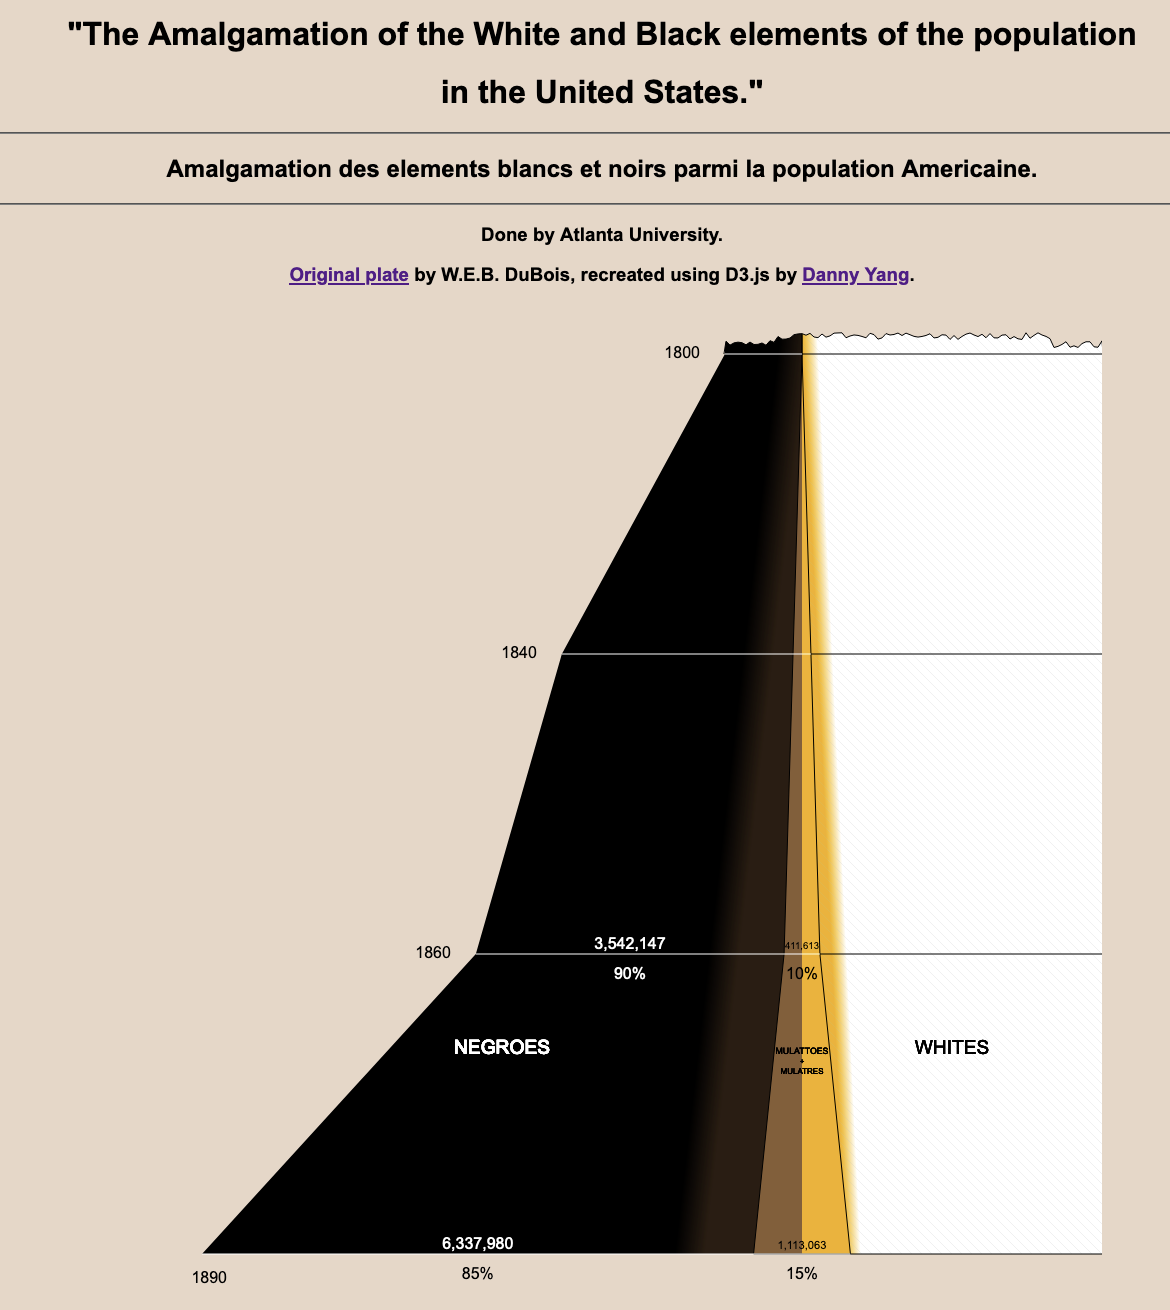 "The Amalgamation of the White and Black elements of the population
in the United States."
Amalgamation des elements blancs et noirs parmi la population Americaine.
Done by Atlanta University.
Original plate by W.E.B. DuBois, recreated using D3.js by Danny Yang.
1800
1840
1860
3,542,147
411,613
90%
10%
NEGROES
MULATTOES
+
MULATRES
WHITES
6,337,980
1,113,063
1890
85%
15%